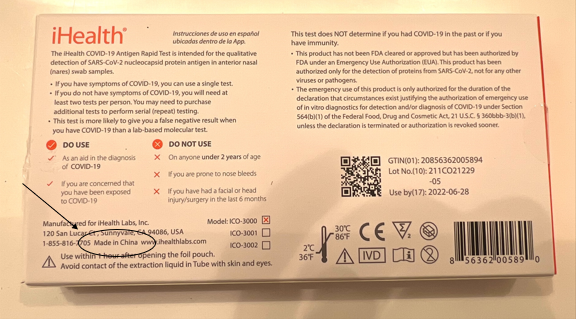 iHealth®
Instrucciones de uso en español
ubicadas dentro de la App.
The iHealth COVID-19 Antigen Rapid Test is intended for the qualitative
detection of SARS-CoV-2 nucleocapsid protein antigen in anterior nasal
(nares) swab samples.
• If you have symptoms of COVID-19, you can use a single test.
• If you do not have symptoms of COVID-19, you will need at
least two tests per person. You may need to purchase
additional tests to perform serial (repeat) testing.
• This test is more likely to give you a false negative result when
you have COVID-19 than a lab-based molecular test.
DO USE
As an aid in the diagnosis
of COVID-19
If you are concerned that
you have been exposed
to COVID-19
DO NOT USE
On anyone under 2 years of age
If you are prone to nose bleeds
If you have had a facial or head
injury/surgery in the last 6 months
Manufactured for iHealth Labs, Inc.
120 San Lucar Ct., Sunnyvale, CA 94086, USA
1-855-816-7705 Made in China www.ihealthlabs.com
Model: ICO-3000
ICO-3001
ICO-3002
Use within 1 hour after opening the foil pouch.
Avoid contact of the extraction liquid in Tube with skin and eyes.
This test does NOT determine if you had COVID-19 in the past or if you
have immunity.
• This product has not been FDA cleared or approved but has been authorized by
FDA under an Emergency Use Authorization (EUA). This product has been
authorized only for the detection of proteins from SARS-CoV-2, not for any other
viruses or pathogens.
• The emergency use of this product is only authorized for the duration of the
declaration that circumstances exist justifying the authorization of emergency use
of in vitro diagnostics for detection and/or diagnosis of COVID-19 under Section
564(b)(1) of the Federal Food, Drug and Cosmetic Act, 21 U.S.C. § 360bbb-3(b)(1),
unless the declaration is terminated or authorization is revoked sooner.
GTIN(01): 20856362005894
Lot No.(10): 211CO21229
-05
Use by(17): 2022-06-28
30°C
86°F
2°C
36°F
CE
Σ 2
IVD
8 56362 00589 0